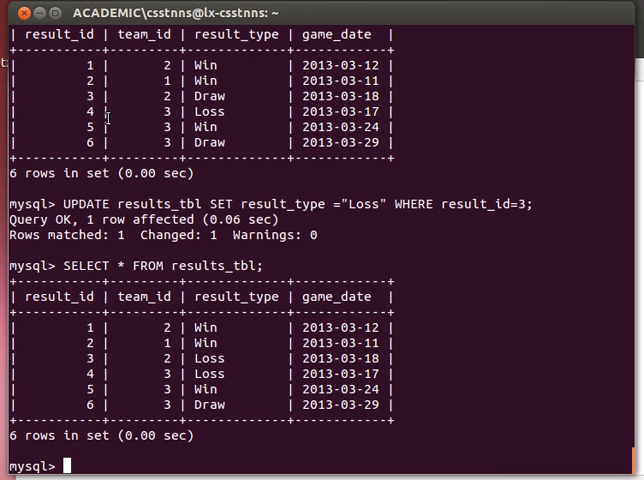 ACADEMIC\csstnns@lx-csstnns: ~
| result_id | team_id | result_type | game_date  |
+-----------+---------+-------------+------------+
|         1 |       2 | Win         | 2013-03-12 |
|         2 |       1 | Win         | 2013-03-11 |
|         3 |       2 | Draw        | 2013-03-18 |
|         4 |       3 | Loss        | 2013-03-17 |
|         5 |       3 | Win         | 2013-03-24 |
|         6 |       3 | Draw        | 2013-03-29 |
+-----------+---------+-------------+------------+
6 rows in set (0.00 sec)
mysql> UPDATE results_tbl SET result_type ="Loss" WHERE result_id=3;
Query OK, 1 row affected (0.06 sec)
Rows matched: 1  Changed: 1  Warnings: 0
mysql> SELECT * FROM results_tbl;
+-----------+---------+-------------+------------+
| result_id | team_id | result_type | game_date  |
+-----------+---------+-------------+------------+
|         1 |       2 | Win         | 2013-03-12 |
|         2 |       1 | Win         | 2013-03-11 |
|         3 |       2 | Loss        | 2013-03-18 |
|         4 |       3 | Loss        | 2013-03-17 |
|         5 |       3 | Win         | 2013-03-24 |
|         6 |       3 | Draw        | 2013-03-29 |
+-----------+---------+-------------+------------+
6 rows in set (0.00 sec)
mysql>